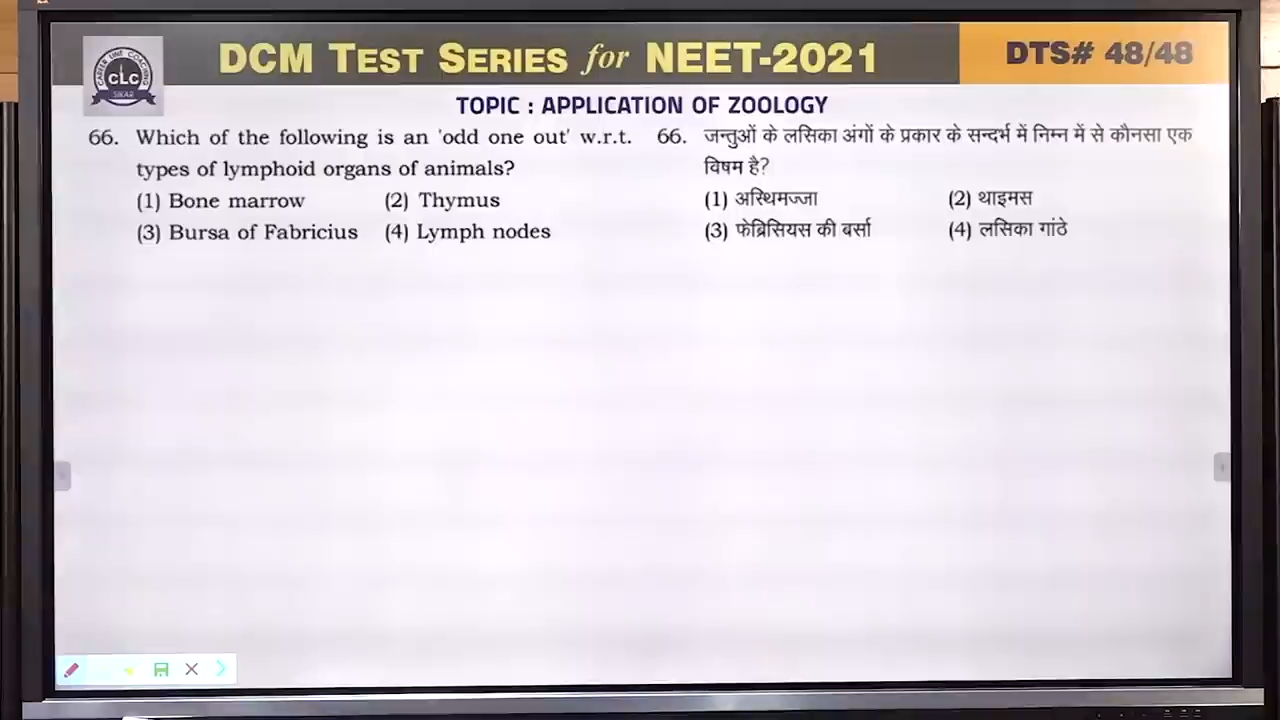 DCM TEST SERIES for NEET-2021
DTS# 48/48
CAREER LINE COACHING
CLC
SIKAR
TOPIC : APPLICATION OF ZOOLOGY
66. Which of the following is an 'odd one out' w.r.t.
types of lymphoid organs of animals?
(1) Bone marrow (2) Thymus
(3) Bursa of Fabricius (4) Lymph nodes
66. जन्तुओं के लसिका अंगों के प्रकार के सन्दर्भ में निम्न में से कौनसा एक
विषम है?
(1) अस्थिमज्जा (2) थाइमस
(3) फेब्रिसियस की बर्सा (4) लसिका गांठे